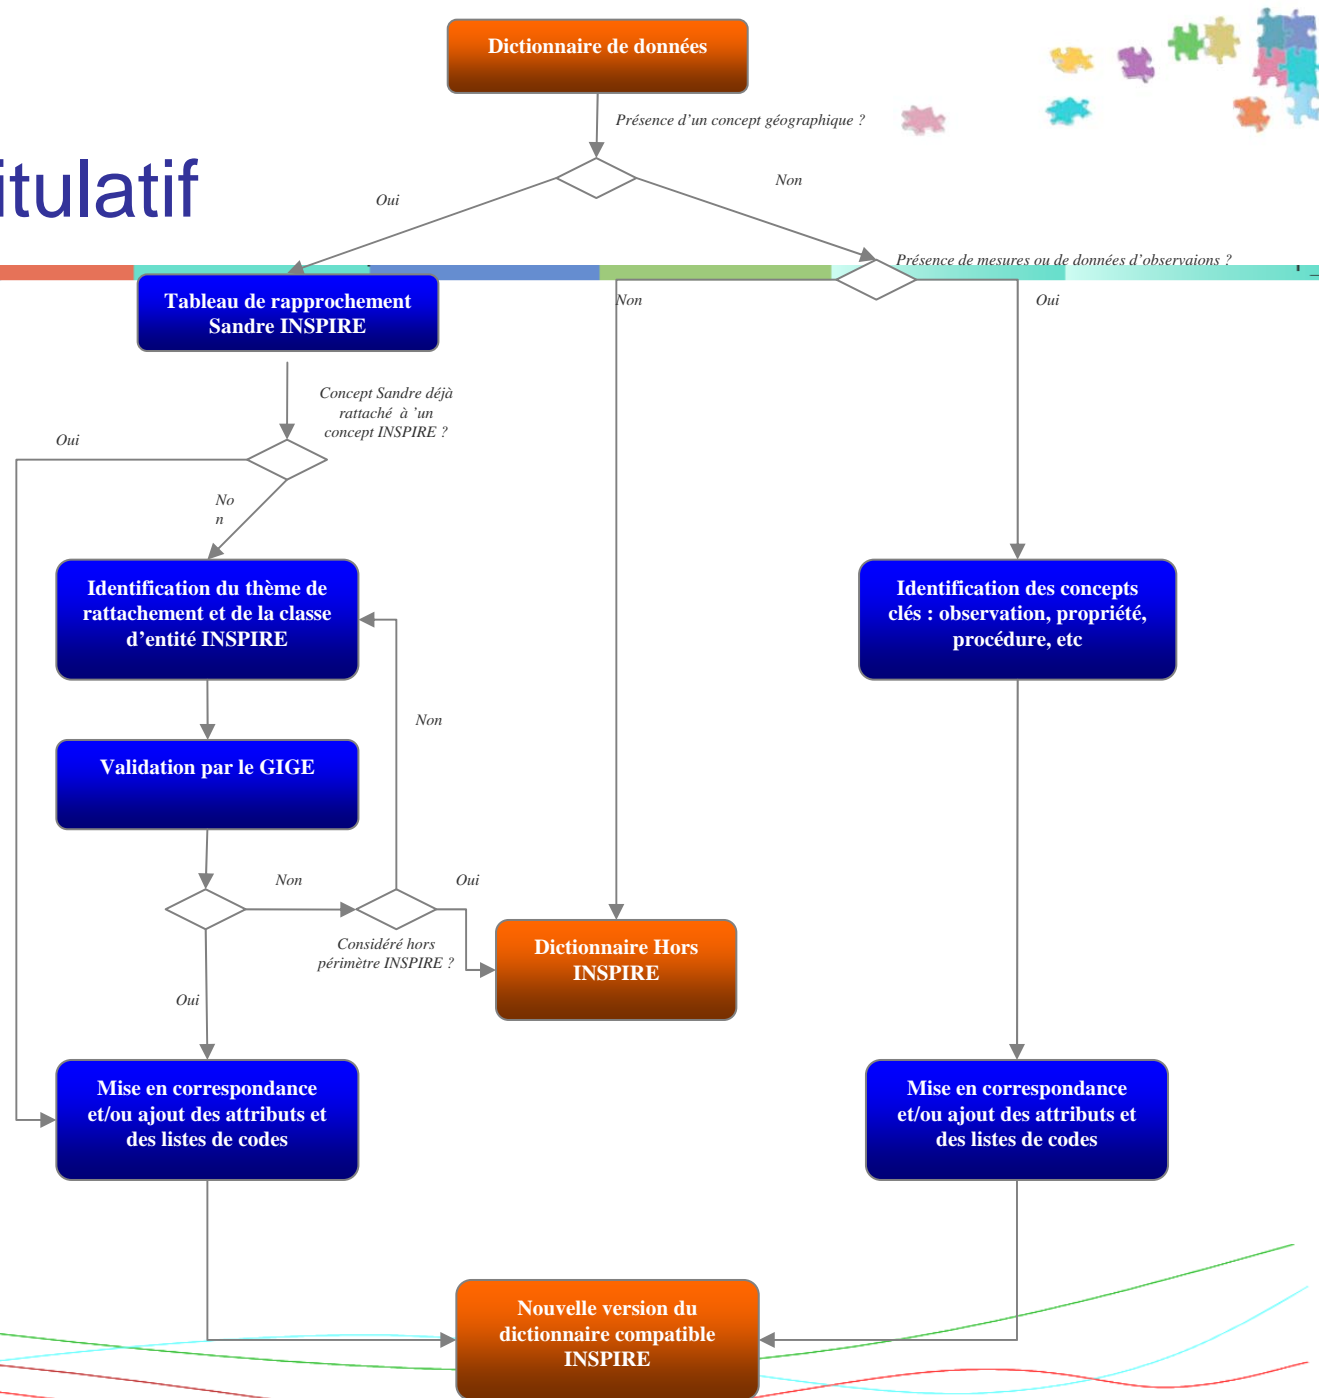 Dictionnaire de données
Présence d'un concept géographique ?
itulatif
Oui
Non
Présence de mesures ou de données d'observaions ?
Tableau de rapprochement
Sandre INSPIRE
Non
Oui
Concept Sandre déjà
rattaché à 'un
concept INSPIRE ?
Oui
No
n
Identification du thème de
rattachement et de la classe
d'entité INSPIRE
Identification des concepts
clés : observation, propriété,
procédure, etc
Non
Validation par le GIGE
Non
Oui
Considéré hors
périmètre INSPIRE ?
Dictionnaire Hors
INSPIRE
Oui
Mise en correspondance
et/ou ajout des attributs et
des listes de codes
Mise en correspondance
et/ou ajout des attributs et
des listes de codes
Nouvelle version du
dictionnaire compatible
INSPIRE